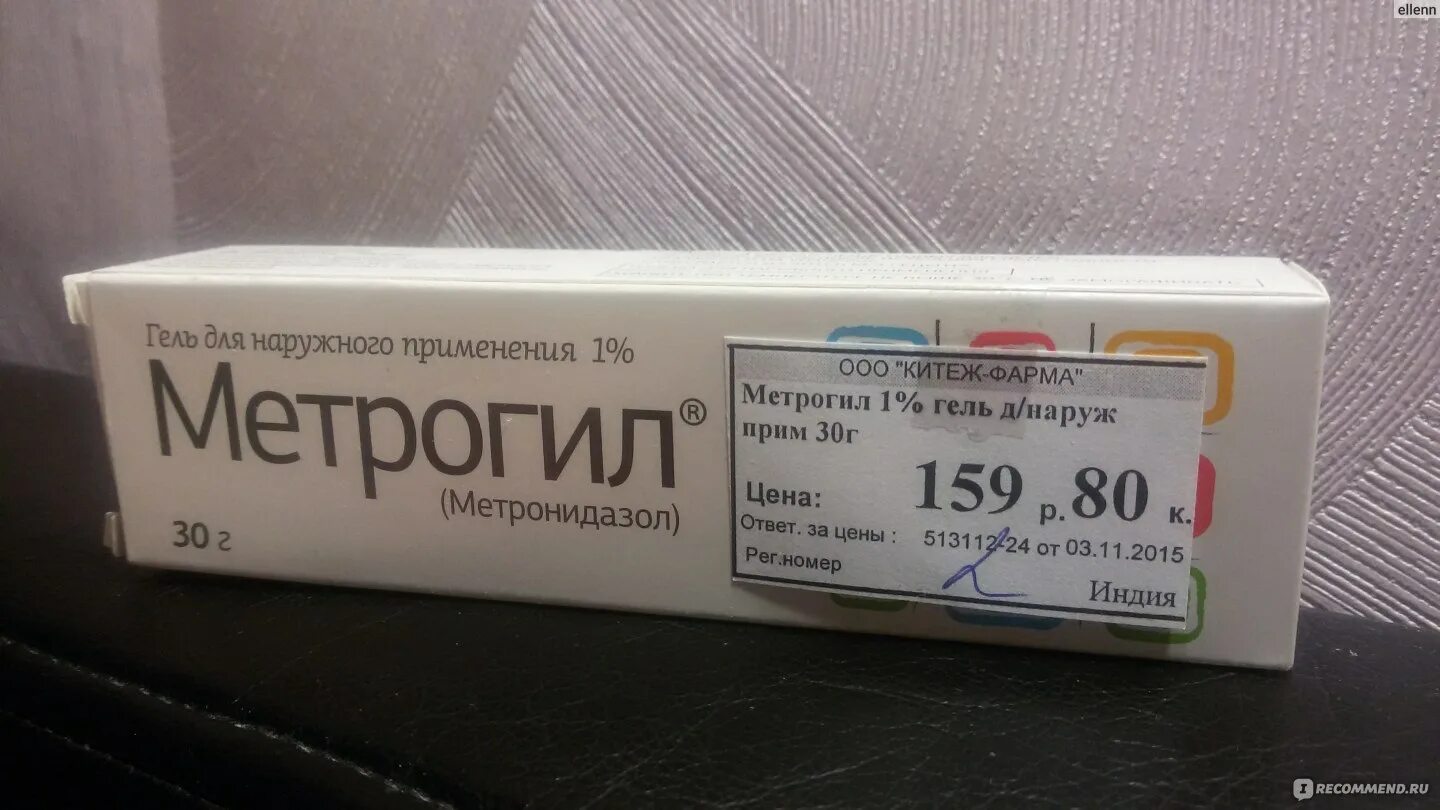 ellenn
Гель для наружного применения 1%
Метрогил®
(Метронидазол)
30 г
ООО "КИТЕЖ-ФАРМА"
Метрогил 1% гель д/наруж
прим 30г
Цена: 159 р. 80 к.
Ответ. за цены : 513112-24 от 03.11.2015
Рег.номер
Индия
IRECOMMEND.RU